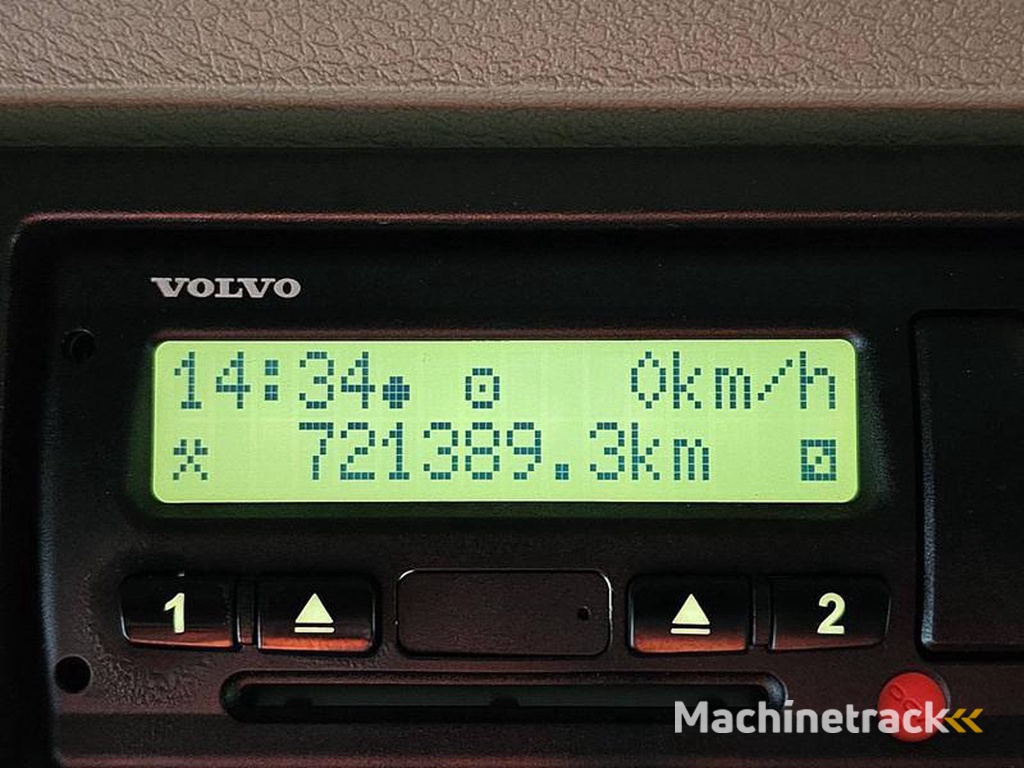 VOLVO
14:34 0km/h
721389.3km
1 2
Machinetrack